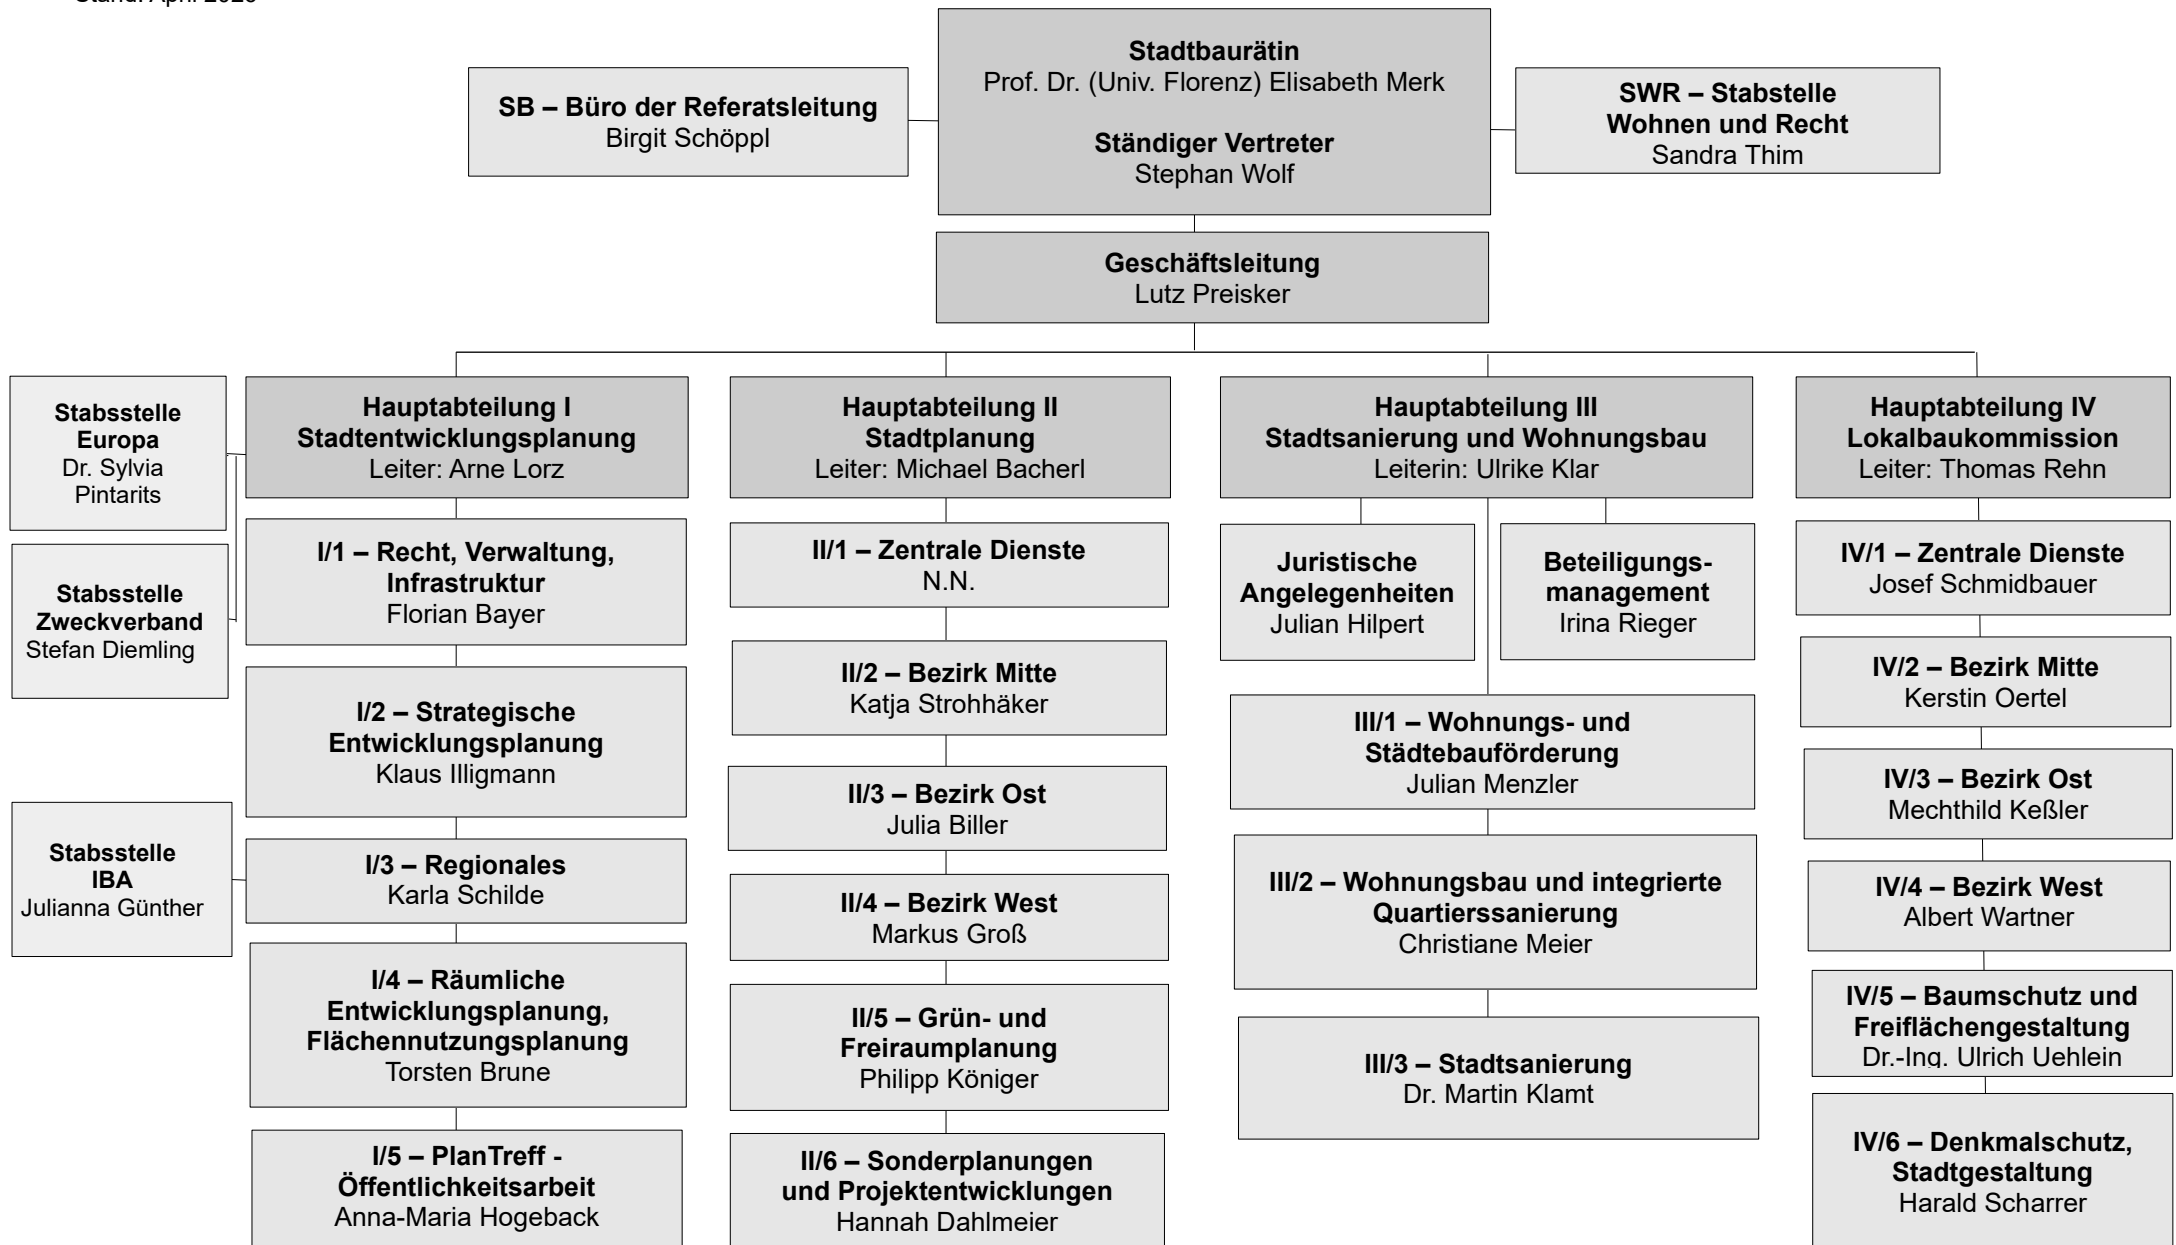 Stadtbaurätin
Prof. Dr. (Univ. Florenz) Elisabeth Merk
Ständiger Vertreter
Stephan Wolf
SB – Büro der Referatsleitung
Birgit Schöppl
SWR – Stabstelle
Wohnen und Recht
Sandra Thim
Geschäftsleitung
Lutz Preisker
Stabsstelle
Europa
Dr. Sylvia
Pintarits
Stabsstelle
Zweckverband
Stefan Diemling
Stabsstelle
IBA
Julianna Günther
Hauptabteilung I
Stadtentwicklungsplanung
Leiter: Arne Lorz
I/1 – Recht, Verwaltung,
Infrastruktur
Florian Bayer
I/2 – Strategische
Entwicklungsplanung
Klaus Illigmann
I/3 – Regionales
Karla Schilde
I/4 – Räumliche
Entwicklungsplanung,
Flächennutzungsplanung
Torsten Brune
I/5 – PlanTreff -
Öffentlichkeitsarbeit
Anna-Maria Hogeback
Hauptabteilung II
Stadtplanung
Leiter: Michael Bacherl
II/1 – Zentrale Dienste
N.N.
II/2 – Bezirk Mitte
Katja Strohhäker
II/3 – Bezirk Ost
Julia Biller
II/4 – Bezirk West
Markus Groß
II/5 – Grün- und
Freiraumplanung
Philipp Königer
II/6 – Sonderplanungen
und Projektentwicklungen
Hannah Dahlmeier
Hauptabteilung III
Stadtsanierung und Wohnungsbau
Leiterin: Ulrike Klar
Juristische
Angelegenheiten
Julian Hilpert
Beteiligungs-
management
Irina Rieger
III/1 – Wohnungs- und
Städtebauförderung
Julian Menzler
III/2 – Wohnungsbau und integrierte
Quartierssanierung
Christiane Meier
III/3 – Stadtsanierung
Dr. Martin Klamt
Hauptabteilung IV
Lokalbaukommission
Leiter: Thomas Rehn
IV/1 – Zentrale Dienste
Josef Schmidbauer
IV/2 – Bezirk Mitte
Kerstin Oertel
IV/3 – Bezirk Ost
Mechthild Keßler
IV/4 – Bezirk West
Albert Wartner
IV/5 – Baumschutz und
Freiflächengestaltung
Dr.-Ing. Ulrich Uehlein
IV/6 – Denkmalschutz,
Stadtgestaltung
Harald Scharrer